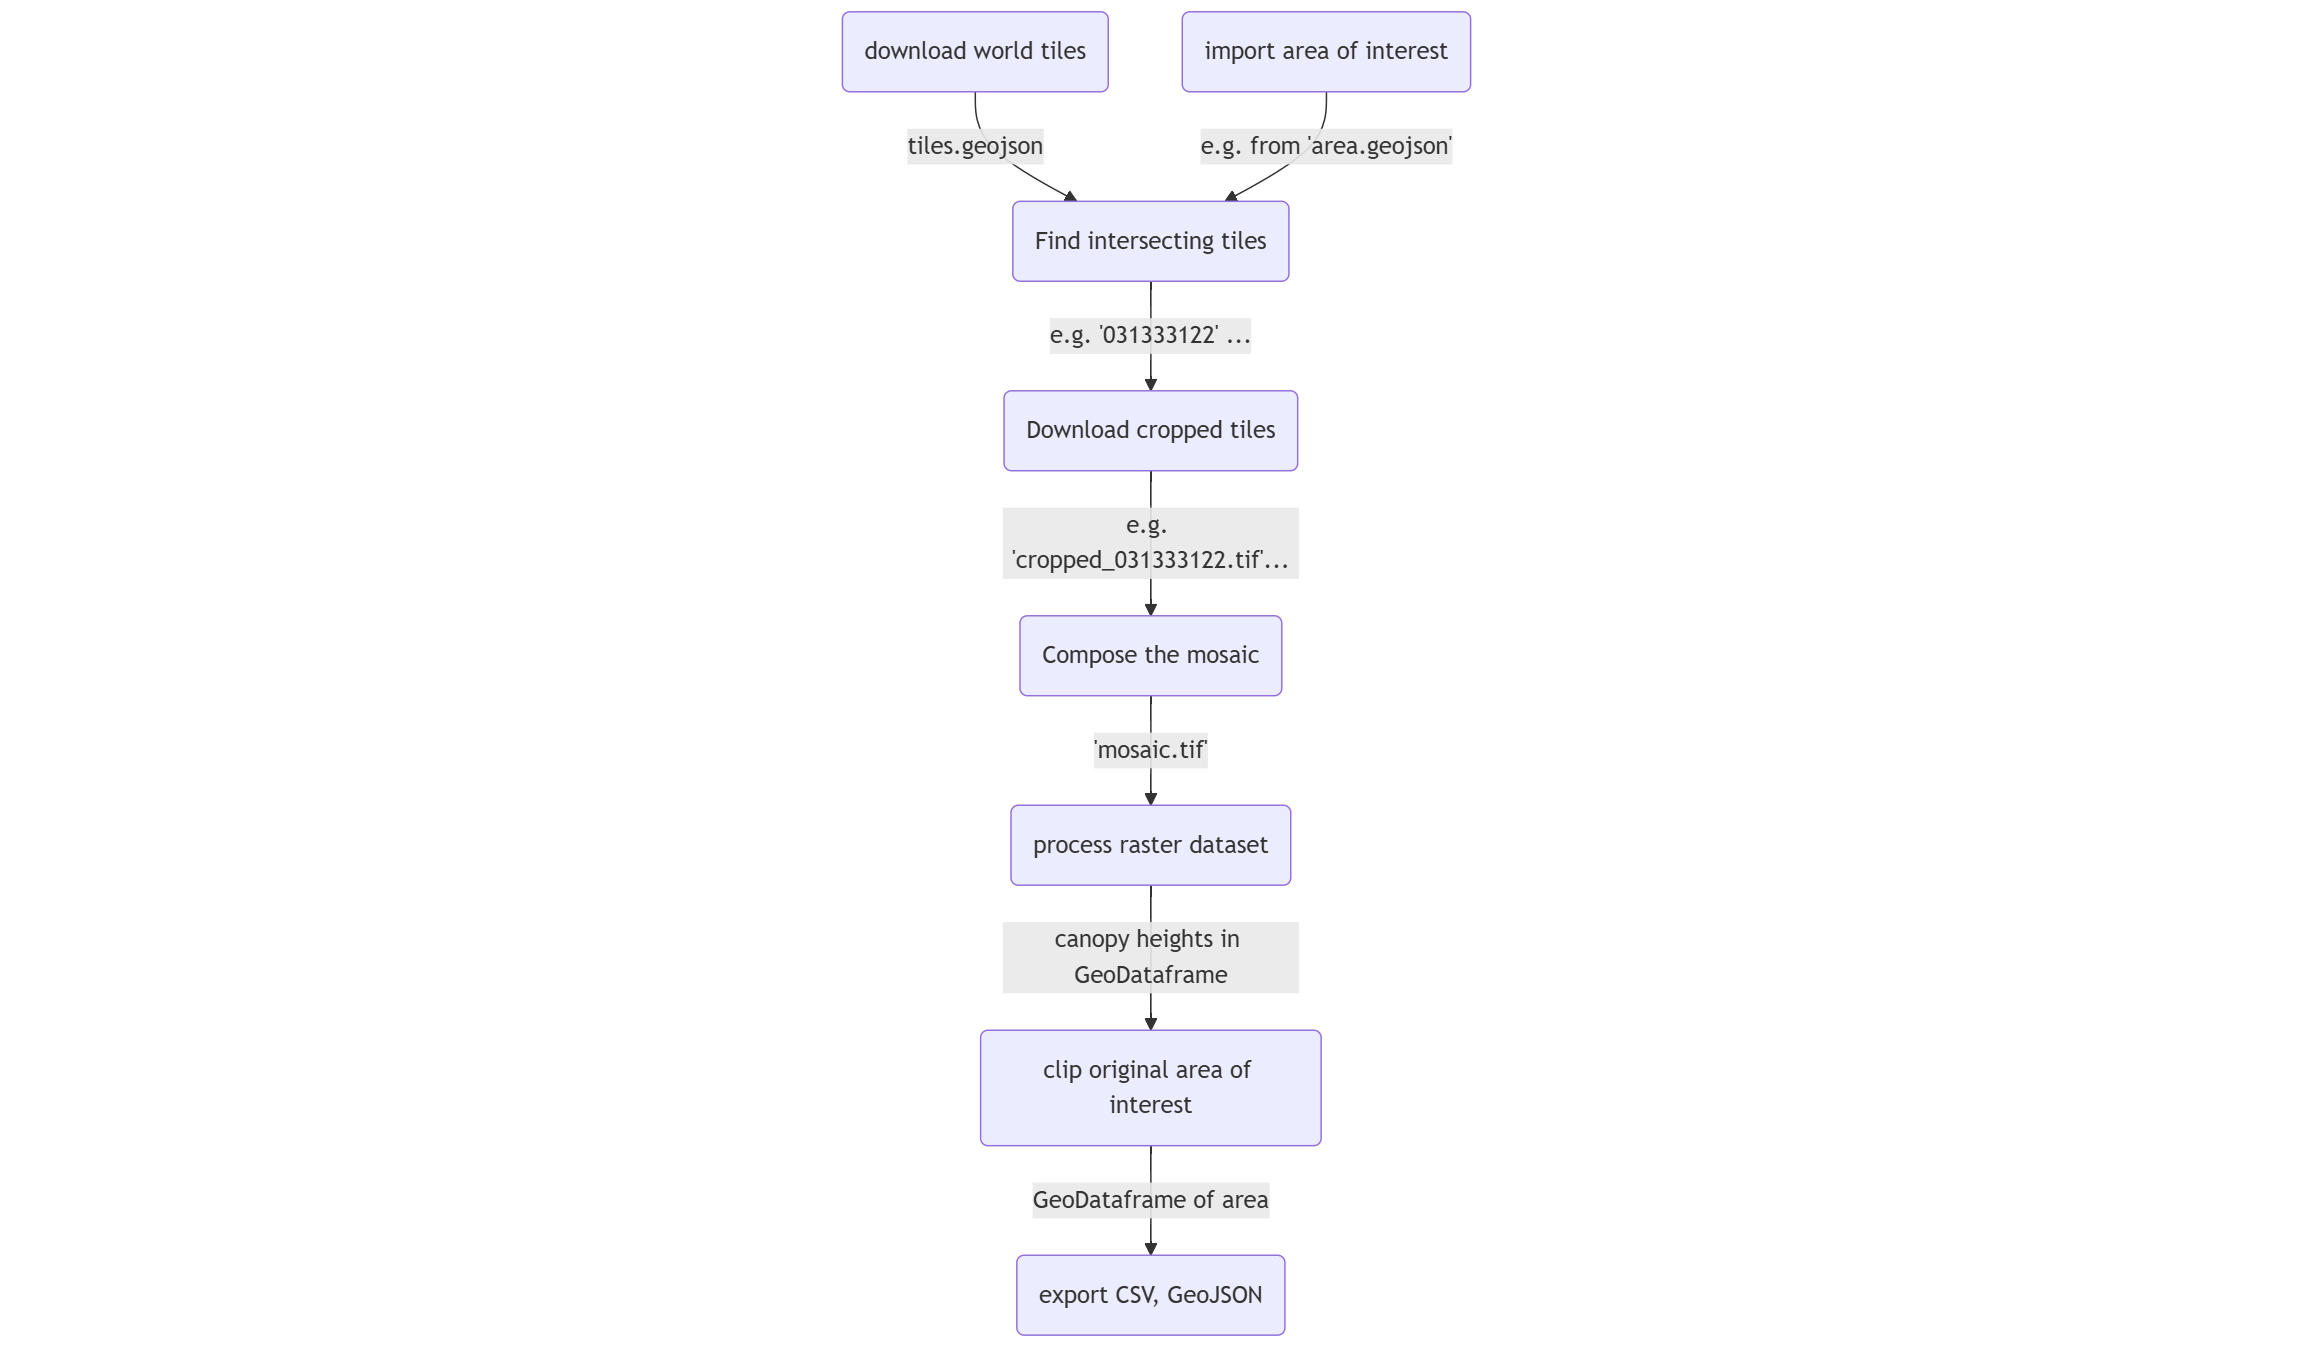 download world tiles
import area of interest
tiles.geojson
e.g. from 'area.geojson'
Find intersecting tiles
e.g. '031333122' ...
Download cropped tiles
e.g.
'cropped_031333122.tif'...
Compose the mosaic
'mosaic.tif'
process raster dataset
canopy heights in
GeoDataframe
clip original area of
interest
GeoDataframe of area
export CSV, GeoJSON